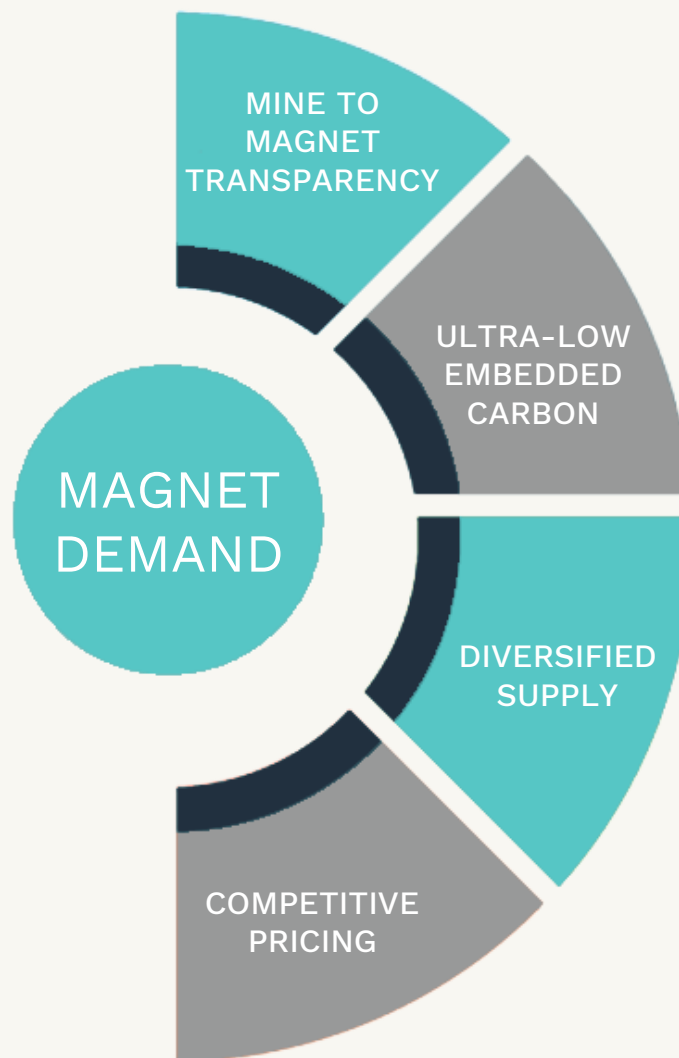 MINE TO
MAGNET
TRANSPARENCY
ULTRA-LOW
EMBEDDED
CARBON
MAGNET
DEMAND
DIVERSIFIED
SUPPLY
COMPETITIVE
PRICING